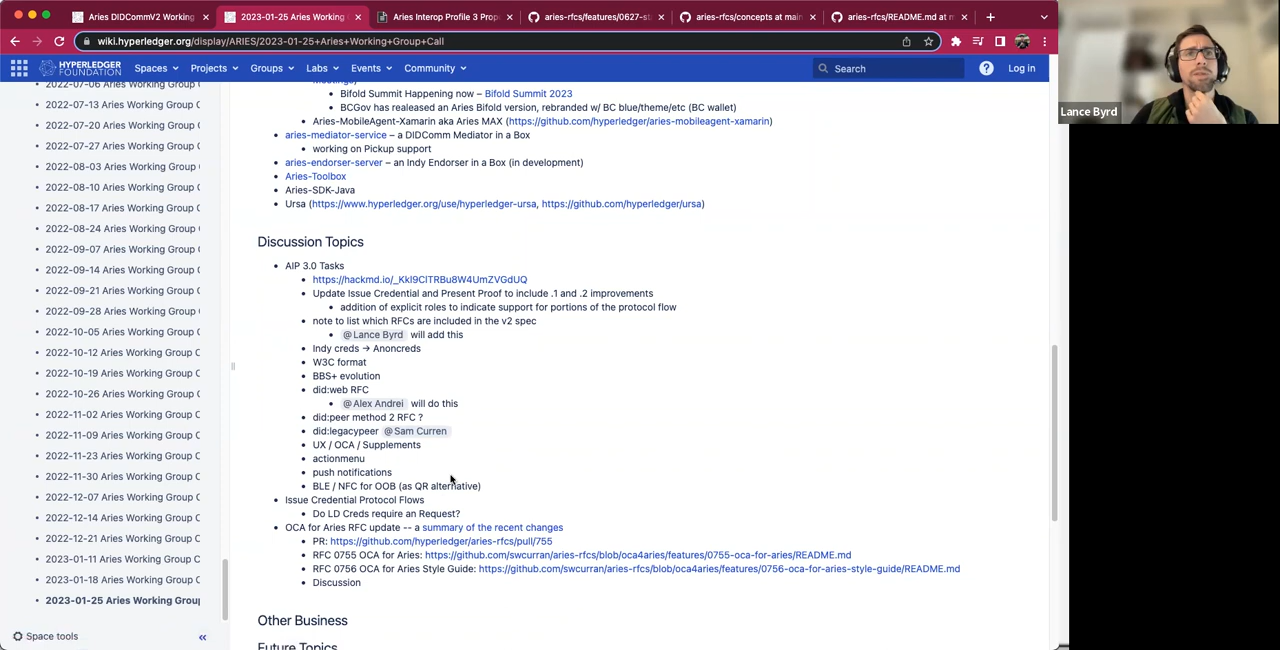 Aries DIDCommV2 Working
2023-01-25 Aries Working
Aries Interop Profile 3 Prop
aries-rfcs/features/0627-st
aries-rfcs/concepts at main
aries-rfcs/README.md at m
wiki.hyperledger.org/display/ARIES/2023-01-25+Aries+Working+Group+Call
HYPERLEDGER FOUNDATION
Spaces
Projects
Groups
Labs
Events
Community
Search
Log in
2022-07-06 Aries Working Group C
2022-07-13 Aries Working Group C
2022-07-20 Aries Working Group C
2022-07-27 Aries Working Group C
2022-08-03 Aries Working Group C
2022-08-10 Aries Working Group C
2022-08-17 Aries Working Group C
2022-08-24 Aries Working Group C
2022-09-07 Aries Working Group C
2022-09-14 Aries Working Group C
2022-09-21 Aries Working Group C
2022-09-28 Aries Working Group C
2022-10-05 Aries Working Group C
2022-10-12 Aries Working Group C
2022-10-19 Aries Working Group C
2022-10-26 Aries Working Group C
2022-11-02 Aries Working Group C
2022-11-09 Aries Working Group C
2022-11-23 Aries Working Group C
2022-11-30 Aries Working Group C
2022-12-07 Aries Working Group C
2022-12-14 Aries Working Group C
2022-12-21 Aries Working Group C
2023-01-11 Aries Working Group C
2023-01-18 Aries Working Group C
2023-01-25 Aries Working Group
Space tools
Meetings)
Bifold Summit Happening now – Bifold Summit 2023
BCGov has realeased an Aries Bifold version, rebranded w/ BC blue/theme/etc (BC wallet)
Aries-MobileAgent-Xamarin aka Aries MAX (https://github.com/hyperledger/aries-mobileagent-xamarin)
aries-mediator-service – a DIDComm Mediator in a Box
working on Pickup support
aries-endorser-server – an Indy Endorser in a Box (in development)
Aries-Toolbox
Aries-SDK-Java
Ursa (https://www.hyperledger.org/use/hyperledger-ursa, https://github.com/hyperledger/ursa)
Discussion Topics
AIP 3.0 Tasks
https://hackmd.io/_Kkl9ClTRBu8W4UmZVGdUQ
Update Issue Credential and Present Proof to include .1 and .2 improvements
addition of explicit roles to indicate support for portions of the protocol flow
note to list which RFCs are included in the v2 spec
@Lance Byrd will add this
Indy creds → Anoncreds
W3C format
BBS+ evolution
did:web RFC
@Alex Andrei will do this
did:peer method 2 RFC ?
did:legacypeer @Sam Curren
UX / OCA / Supplements
actionmenu
push notifications
BLE / NFC for OOB (as QR alternative)
Issue Credential Protocol Flows
Do LD Creds require an Request?
OCA for Aries RFC update -- a summary of the recent changes
PR: https://github.com/hyperledger/aries-rfcs/pull/755
RFC 0755 OCA for Aries: https://github.com/swcurran/aries-rfcs/blob/oca4aries/features/0755-oca-for-aries/README.md
RFC 0756 OCA for Aries Style Guide: https://github.com/swcurran/aries-rfcs/blob/oca4aries/features/0756-oca-for-aries-style-guide/README.md
Discussion
Other Business
Future Topics
Lance Byrd